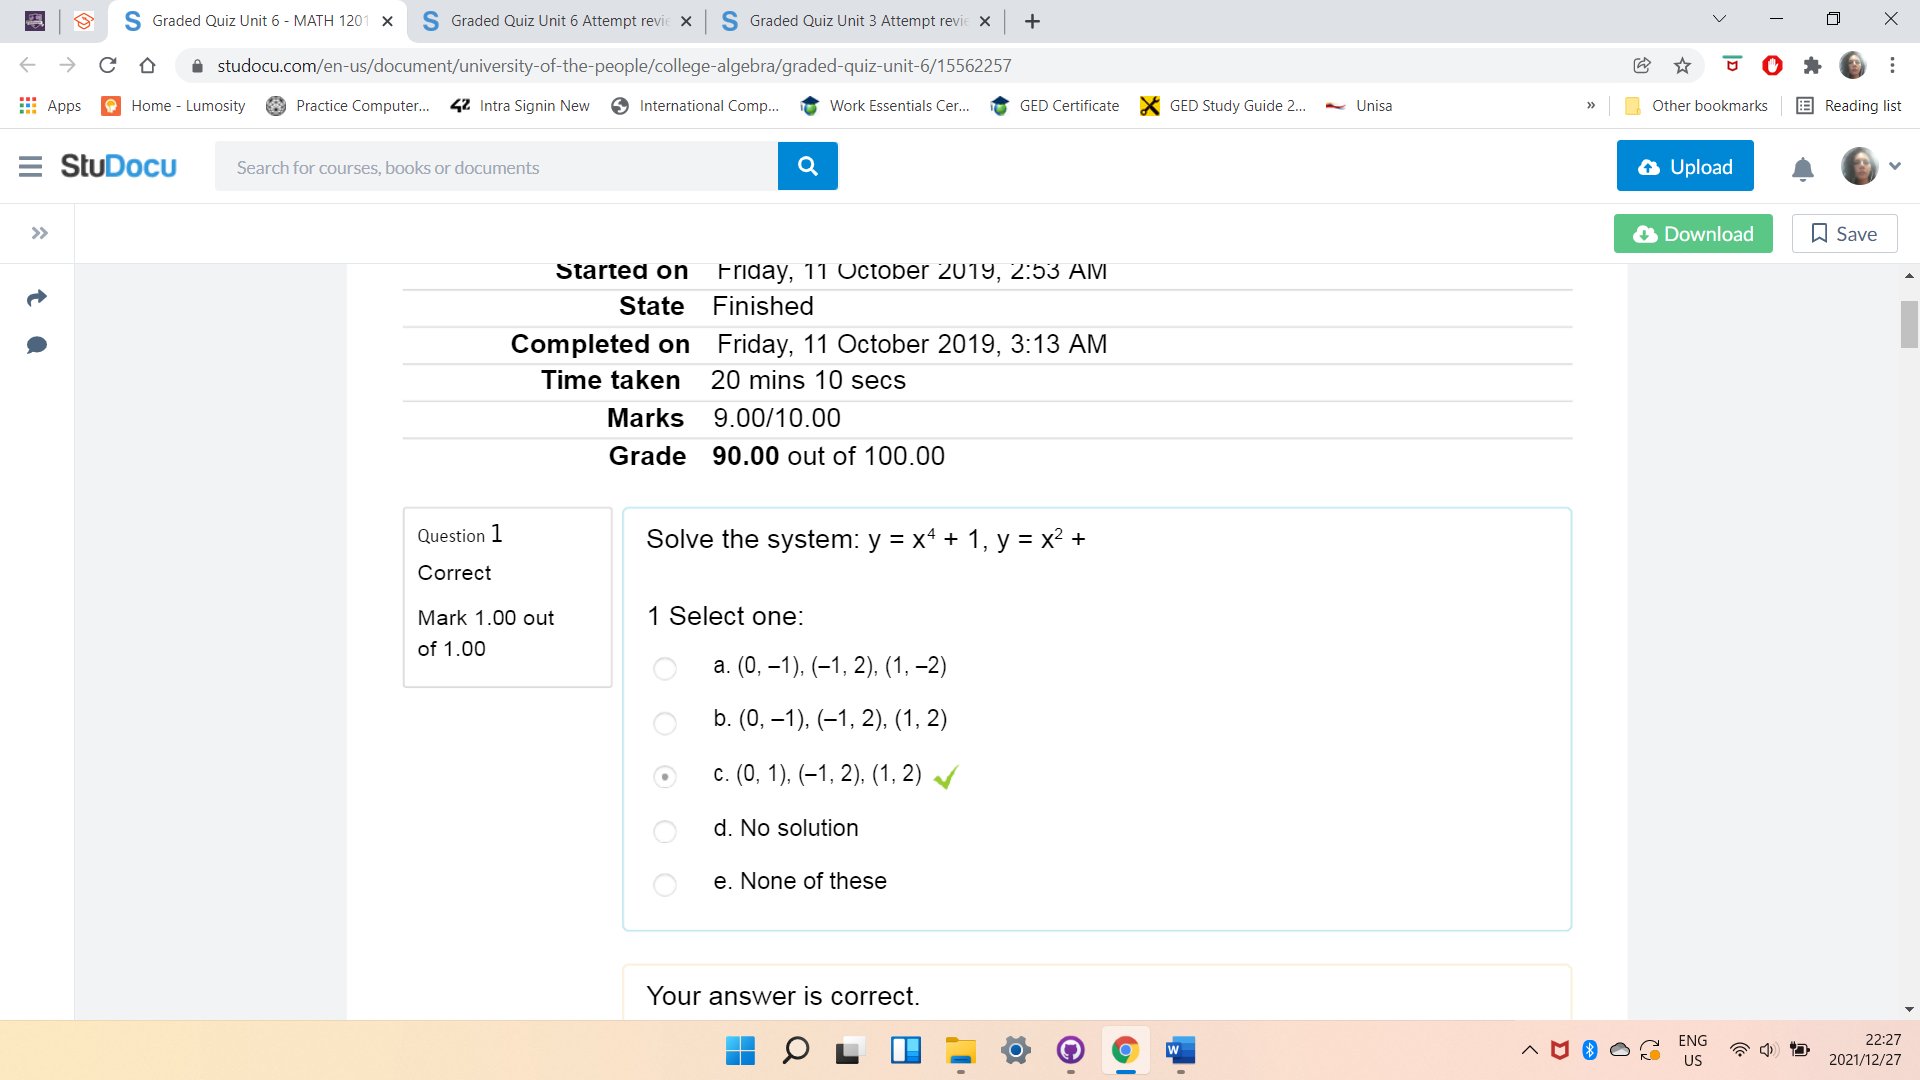 Graded Quiz Unit 6 - MATH 1201
Graded Quiz Unit 6 Attempt revie
Graded Quiz Unit 3 Attempt revie
studocu.com/en-us/document/university-of-the-people/college-algebra/graded-quiz-unit-6/15562257
Apps
Home - Lumosity
Practice Computer...
Intra Signin New
International Comp...
Work Essentials Cer...
GED Certificate
GED Study Guide 2...
Unisa
»
Other bookmarks
Reading list
StuDocu
Search for courses, books or documents
Upload
Download
Save
Started on Friday, 11 October 2019, 2:53 AM
State Finished
Completed on Friday, 11 October 2019, 3:13 AM
Time taken 20 mins 10 secs
Marks 9.00/10.00
Grade 90.00 out of 100.00
Question 1
Correct
Mark 1.00 out
of 1.00
Solve the system: y = x⁴ + 1, y = x² +
1 Select one:
a. (0, –1), (–1, 2), (1, –2)
b. (0, –1), (–1, 2), (1, 2)
c. (0, 1), (–1, 2), (1, 2)
d. No solution
e. None of these
Your answer is correct.
ENG
US
22:27
2021/12/27